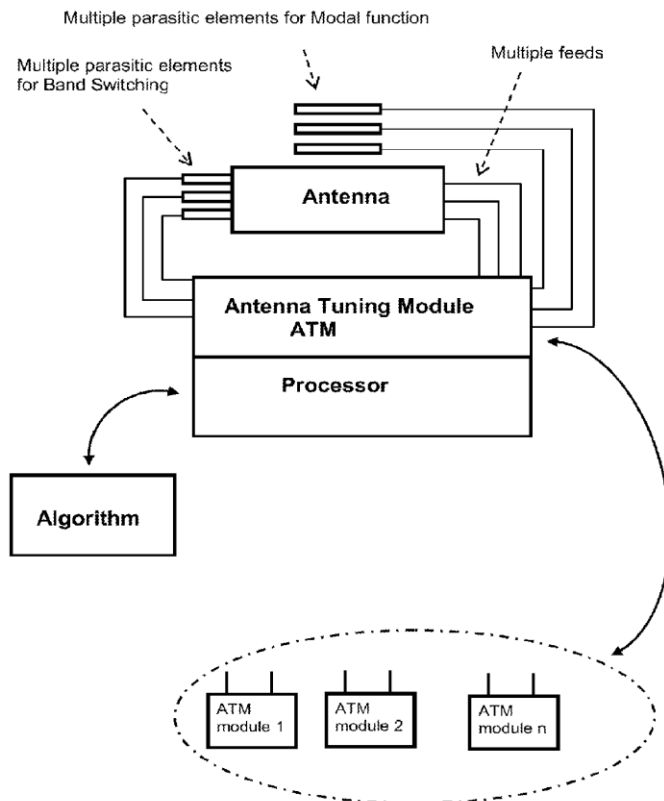 Multiple parasitic elements for Modal function
Multiple feeds
Multiple parasitic elements
for Band Switching
Antenna
Antenna Tuning Module
ATM
Processor
Algorithm
ATM
module 1
ATM
module 2
ATM
module n